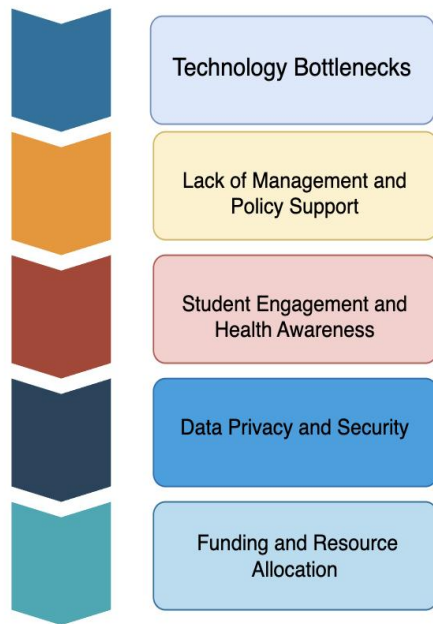 Technology Bottlenecks
Lack of Management and
Policy Support
Student Engagement and
Health Awareness
Data Privacy and Security
Funding and Resource
Allocation